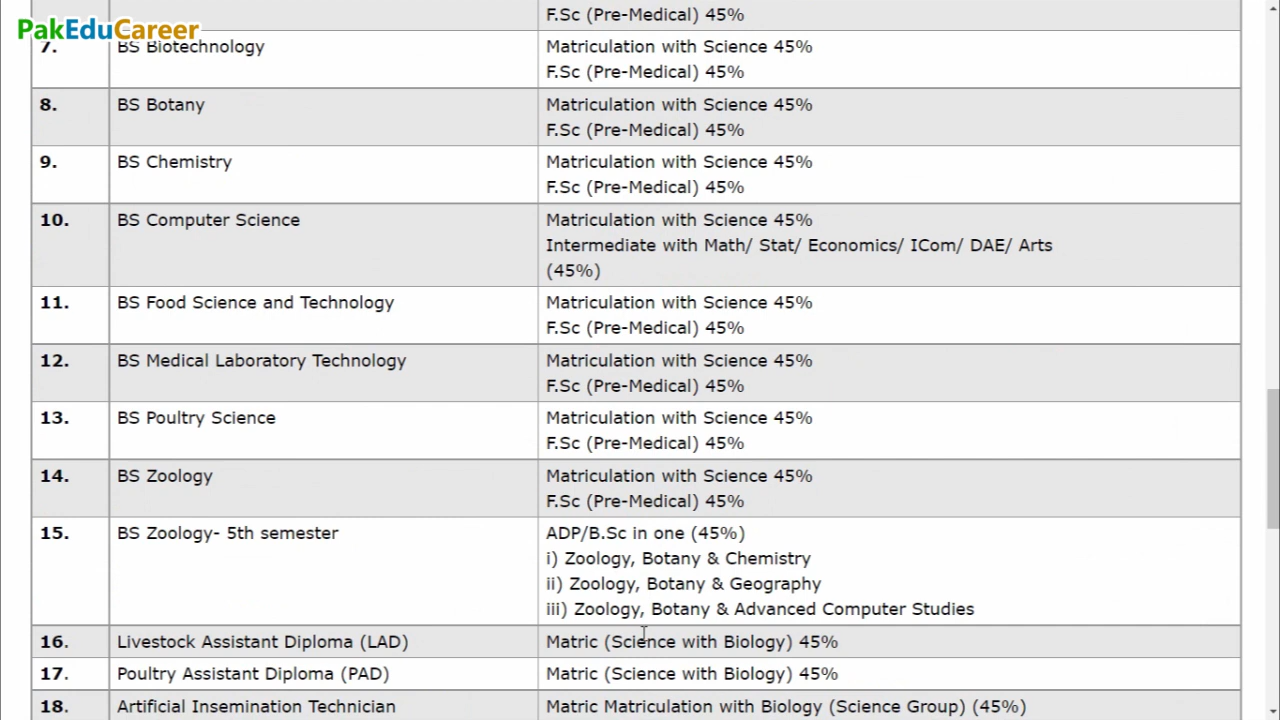 F.Sc (Pre-Medical) 45%
PakEduCareer
7. BS Biotechnology Matriculation with Science 45%
F.Sc (Pre-Medical) 45%
8. BS Botany Matriculation with Science 45%
F.Sc (Pre-Medical) 45%
9. BS Chemistry Matriculation with Science 45%
F.Sc (Pre-Medical) 45%
10. BS Computer Science Matriculation with Science 45%
Intermediate with Math/ Stat/ Economics/ ICom/ DAE/ Arts
(45%)
11. BS Food Science and Technology Matriculation with Science 45%
F.Sc (Pre-Medical) 45%
12. BS Medical Laboratory Technology Matriculation with Science 45%
F.Sc (Pre-Medical) 45%
13. BS Poultry Science Matriculation with Science 45%
F.Sc (Pre-Medical) 45%
14. BS Zoology Matriculation with Science 45%
F.Sc (Pre-Medical) 45%
15. BS Zoology- 5th semester ADP/B.Sc in one (45%)
i) Zoology, Botany & Chemistry
ii) Zoology, Botany & Geography
iii) Zoology, Botany & Advanced Computer Studies
16. Livestock Assistant Diploma (LAD) Matric (Science with Biology) 45%
17. Poultry Assistant Diploma (PAD) Matric (Science with Biology) 45%
18. Artificial Insemination Technician Matric Matriculation with Biology (Science Group) (45%)